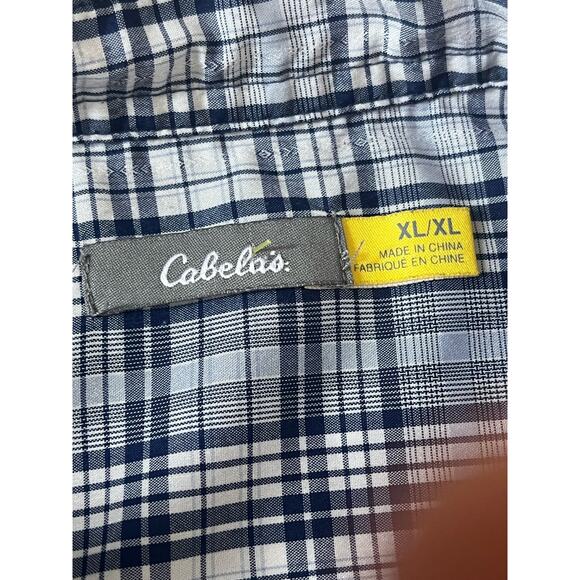 Cabela's.
XL/XL
MADE IN CHINA
FABRIQUÉ EN CHINE